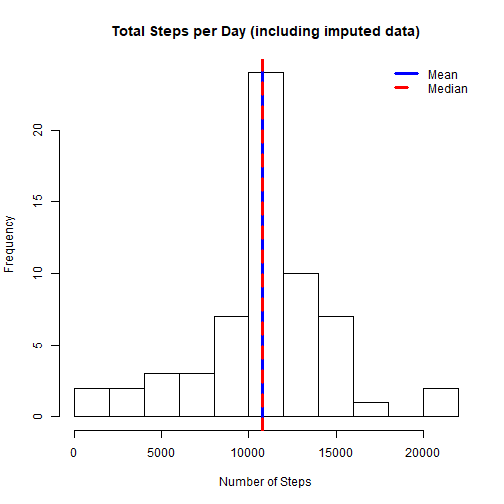 Total Steps per Day (including imputed data)
Mean
Median
Frequency
20
15
10
5
0
0 5000 10000 15000 20000
Number of Steps